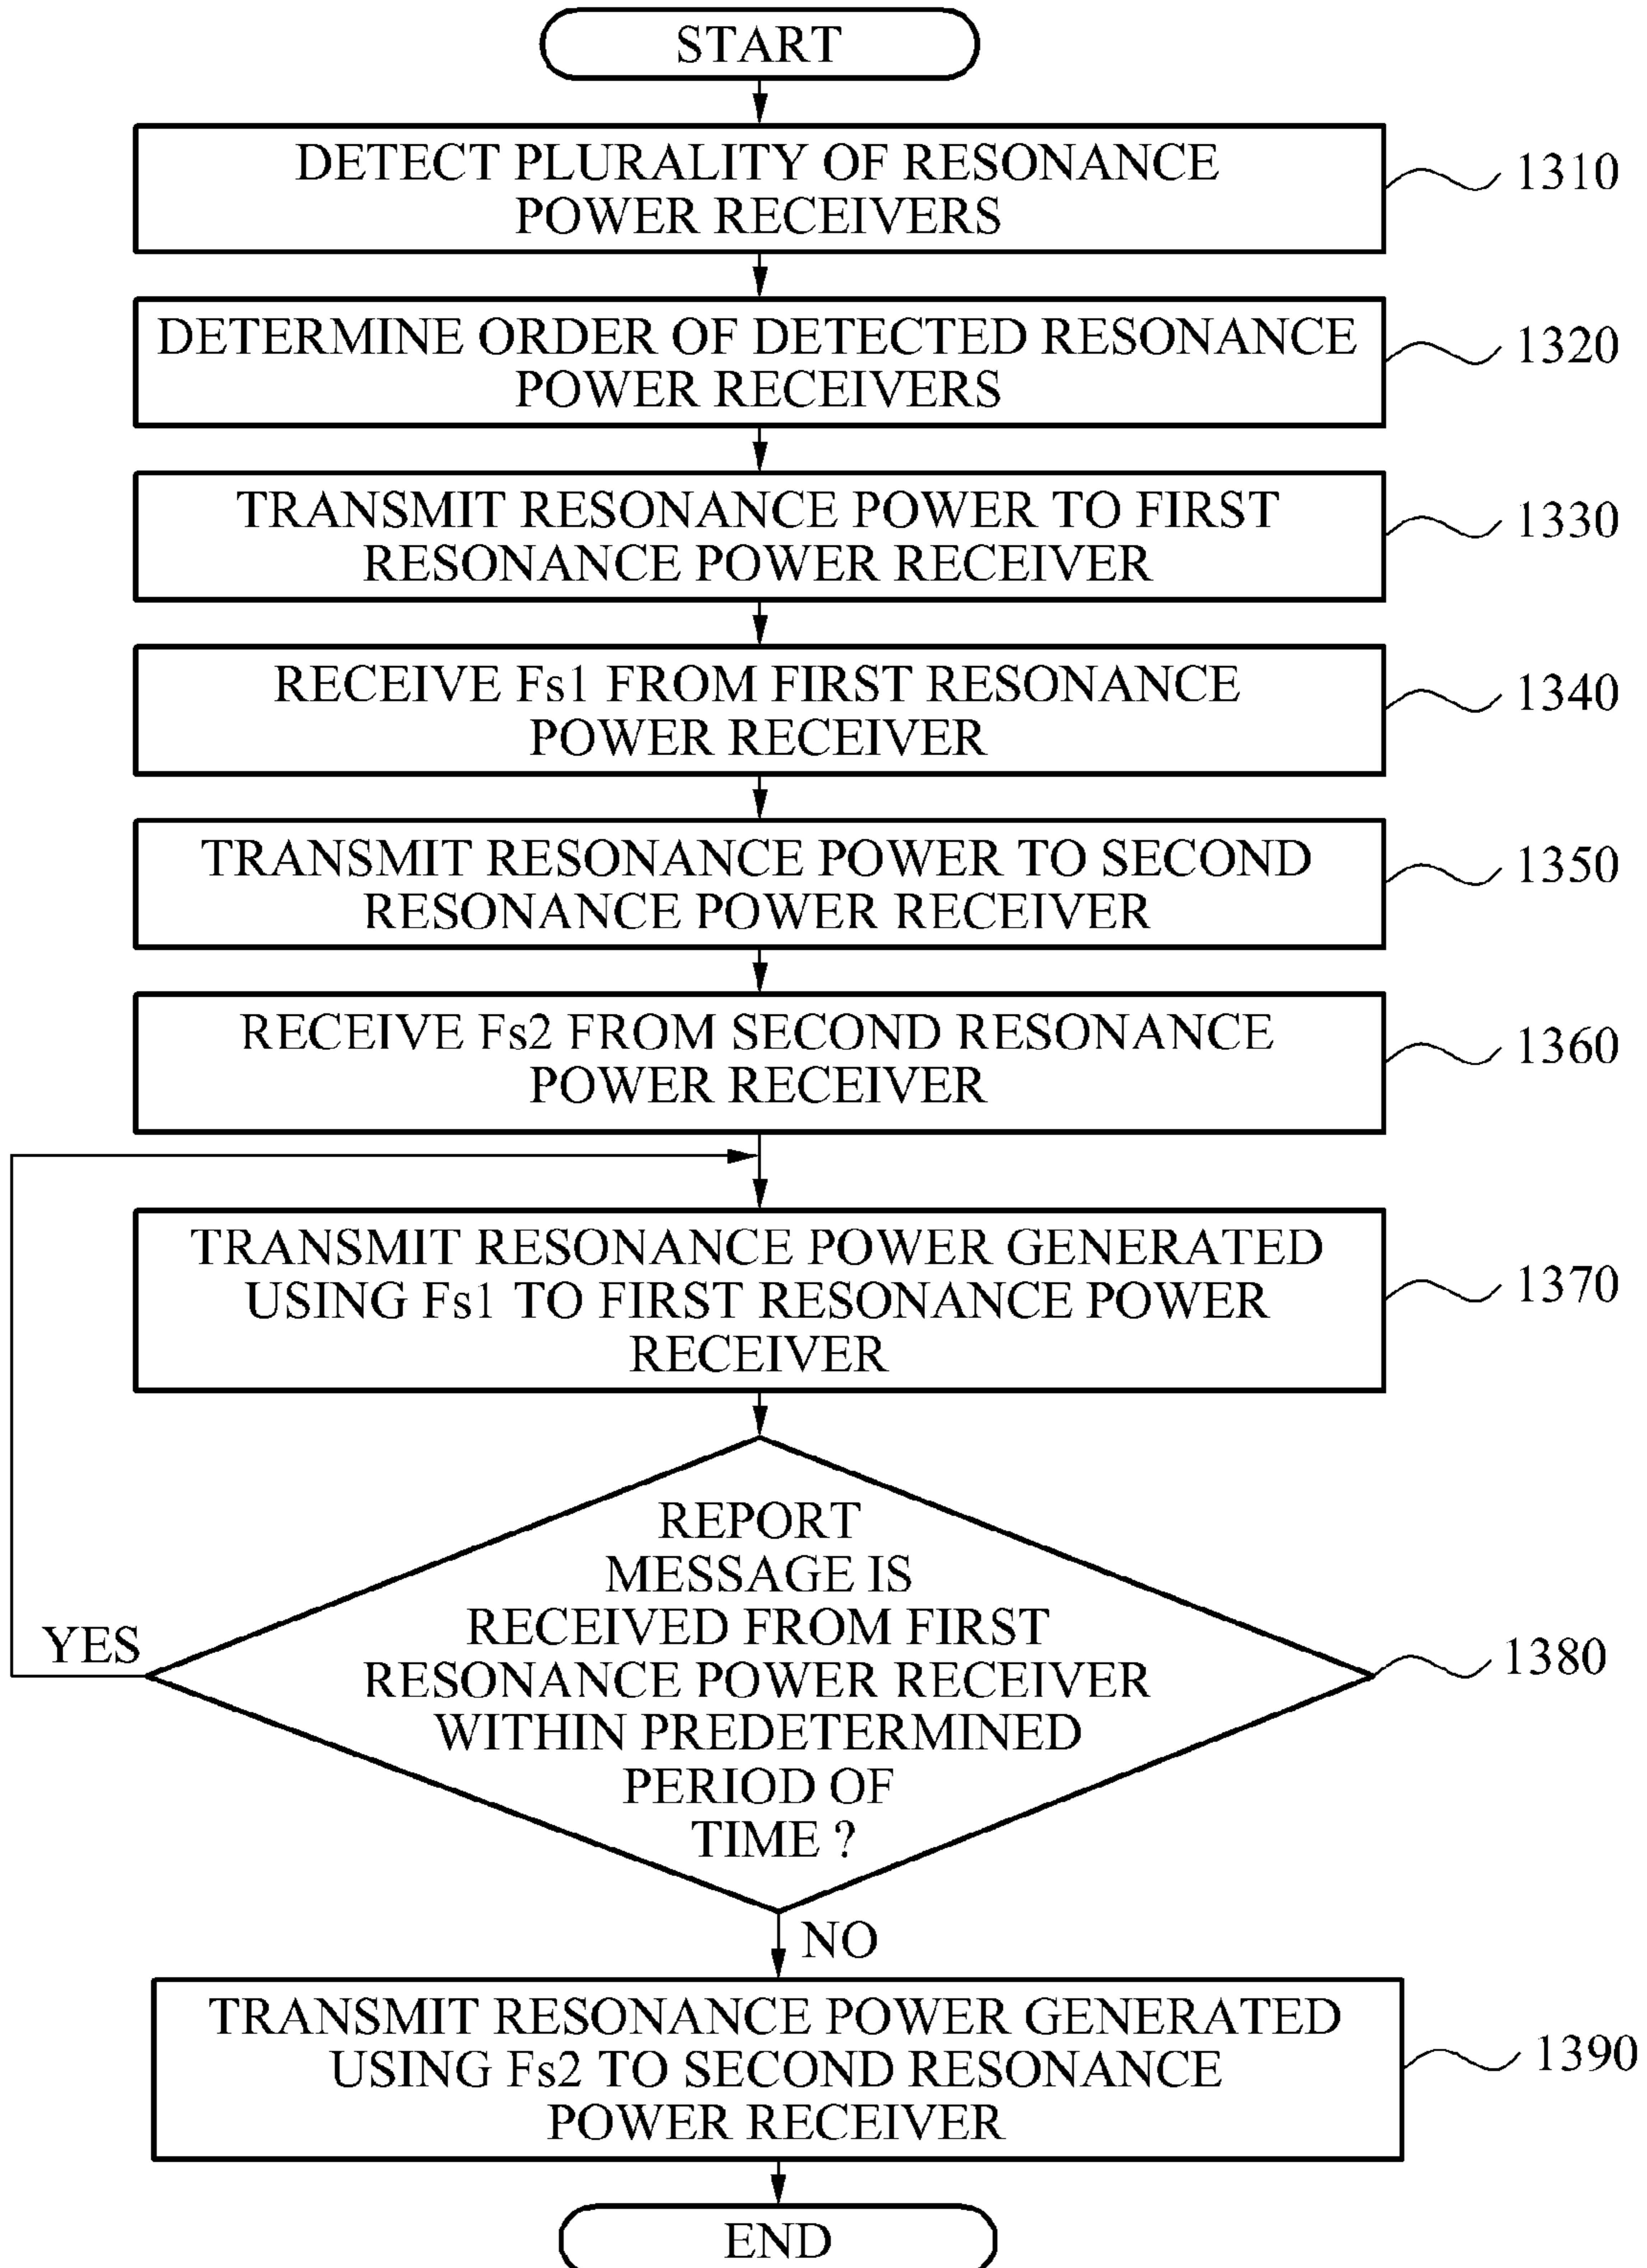 START
DETECT PLURALITY OF RESONANCE
POWER RECEIVERS
1310
DETERMINE ORDER OF DETECTED RESONANCE
POWER RECEIVERS
1320
TRANSMIT RESONANCE POWER TO FIRST
RESONANCE POWER RECEIVER
1330
RECEIVE Fs1 FROM FIRST RESONANCE
POWER RECEIVER
1340
TRANSMIT RESONANCE POWER TO SECOND
RESONANCE POWER RECEIVER
1350
RECEIVE Fs2 FROM SECOND RESONANCE
POWER RECEIVER
1360
TRANSMIT RESONANCE POWER GENERATED
USING Fs1 TO FIRST RESONANCE POWER
RECEIVER
1370
REPORT
MESSAGE IS
RECEIVED FROM FIRST
RESONANCE POWER RECEIVER
WITHIN PREDETERMINED
PERIOD OF
TIME ?
YES
1380
NO
TRANSMIT RESONANCE POWER GENERATED
USING Fs2 TO SECOND RESONANCE
POWER RECEIVER
1390
END